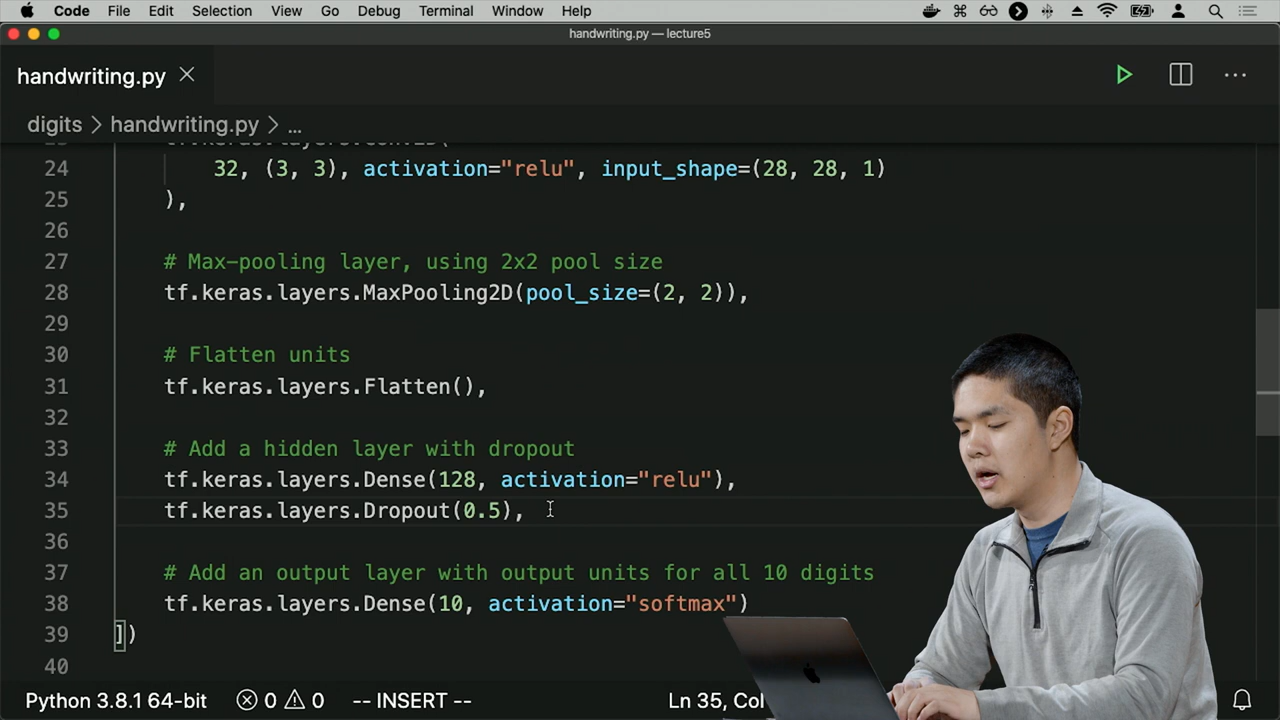 Code File Edit Selection View Go Debug Terminal Window Help
handwriting.py — lecture5
handwriting.py
digits > handwriting.py > ...
24 32, (3, 3), activation="relu", input_shape=(28, 28, 1)
25 ),
26
27 # Max-pooling layer, using 2x2 pool size
28 tf.keras.layers.MaxPooling2D(pool_size=(2, 2)),
29
30 # Flatten units
31 tf.keras.layers.Flatten(),
32
33 # Add a hidden layer with dropout
34 tf.keras.layers.Dense(128, activation="relu"),
35 tf.keras.layers.Dropout(0.5),
36
37 # Add an output layer with output units for all 10 digits
38 tf.keras.layers.Dense(10, activation="softmax")
39 ])
40
Python 3.8.1 64-bit 0 0 -- INSERT -- Ln 35, Col